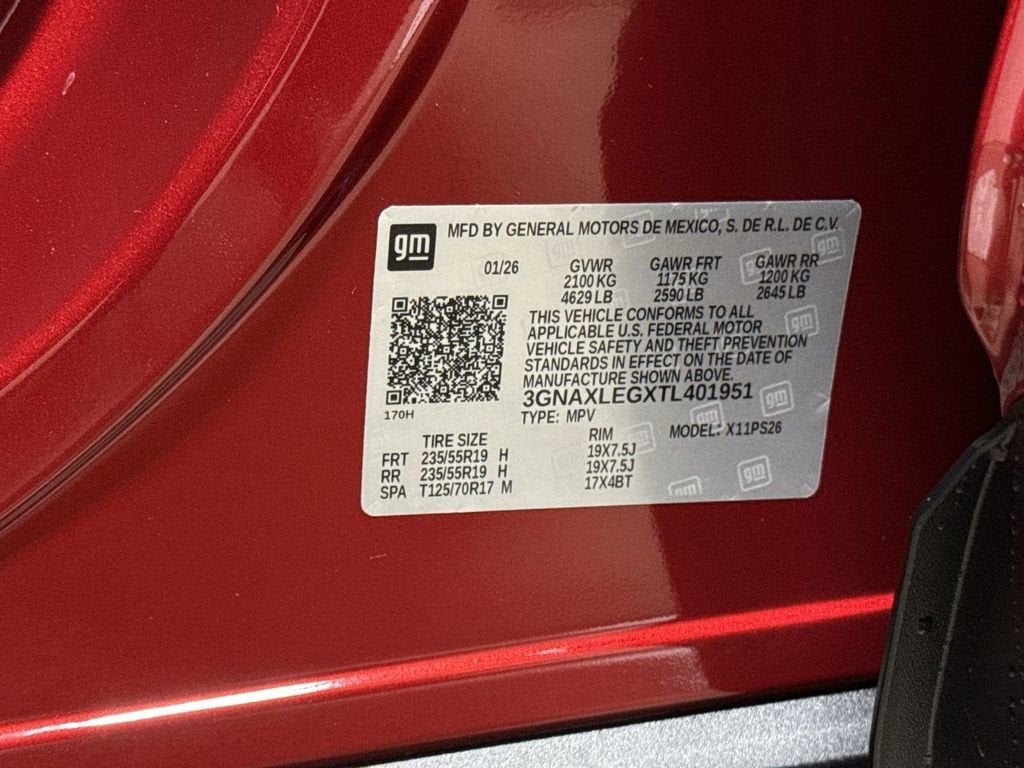 gm MFD BY GENERAL MOTORS DE MEXICO, S. DE R.L. DE C.V.
01/26 GVWR GAWR FRT GAWR RR
2100 KG 1175 KG 1200 KG
4629 LB 2590 LB 2645 LB
THIS VEHICLE CONFORMS TO ALL
APPLICABLE U.S. FEDERAL MOTOR
VEHICLE SAFETY AND THEFT PREVENTION
STANDARDS IN EFFECT ON THE DATE OF
MANUFACTURE SHOWN ABOVE.
3GNAXLEGXTL401951
170H
TYPE: MPV
TIRE SIZE RIM MODEL: X11PS26
FRT 235/55R19 H 19X7.5J
RR 235/55R19 H 19X7.5J
SPA T125/70R17 M 17X4BT